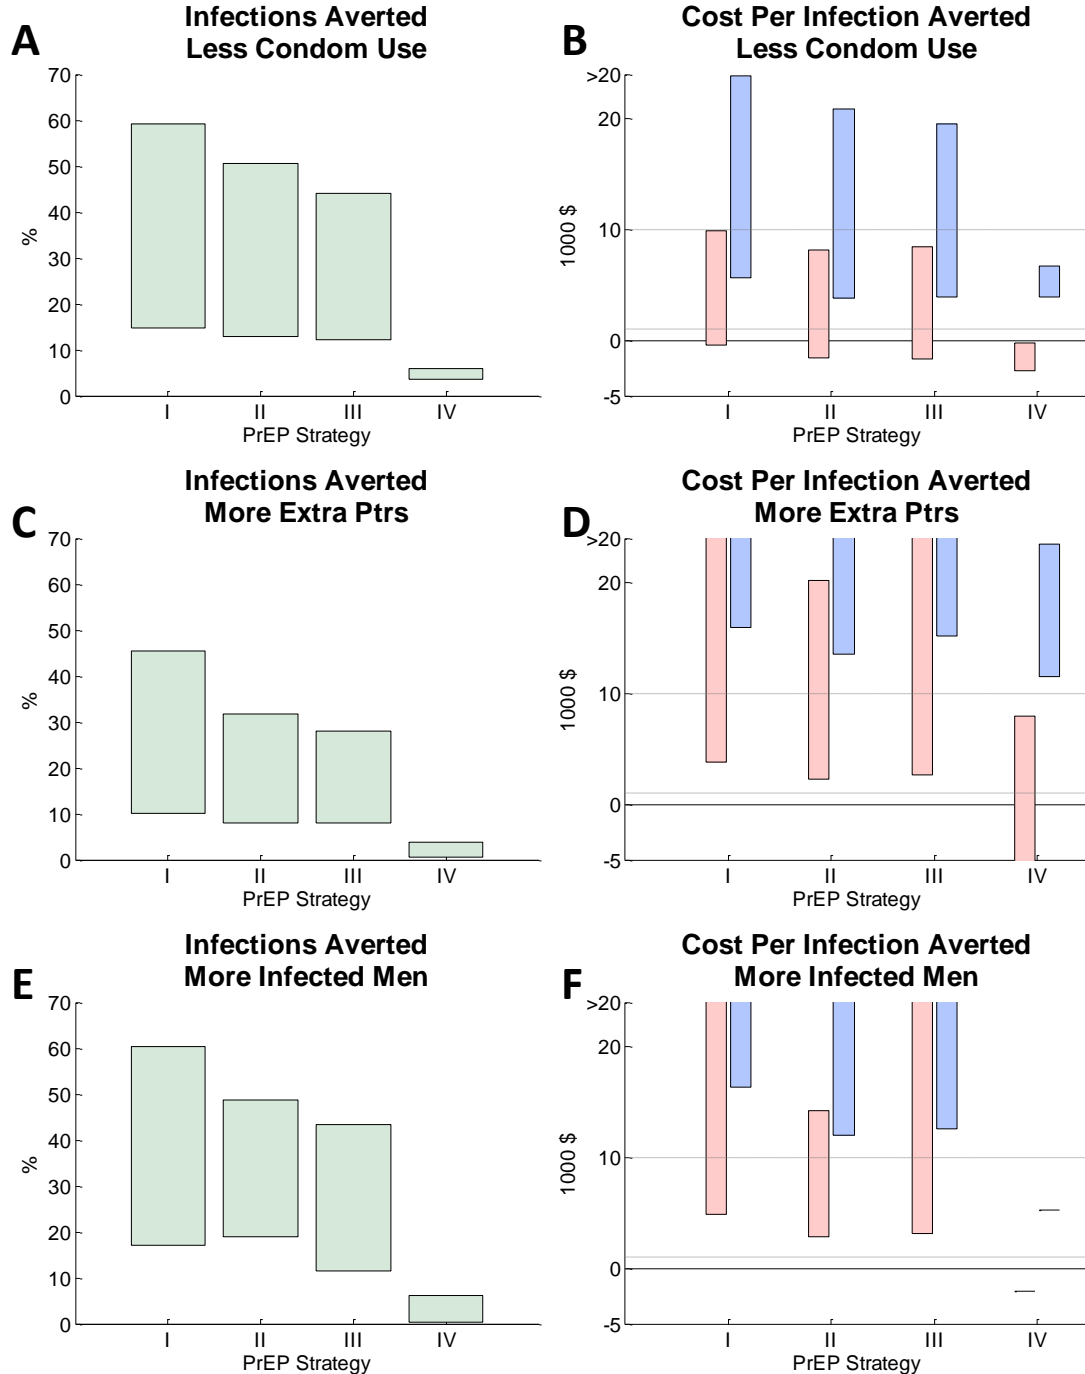 A
Infections Averted
Less Condom Use
70
60
50
40
30
20
10
0
%
I II III IV
PrEP Strategy
B
Cost Per Infection Averted
Less Condom Use
>20
20
10
0
-5
1000 $
I II III IV
PrEP Strategy
C
Infections Averted
More Extra Ptrs
70
60
50
40
30
20
10
0
%
I II III IV
PrEP Strategy
D
Cost Per Infection Averted
More Extra Ptrs
>20
20
10
0
-5
1000 $
I II III IV
PrEP Strategy
E
Infections Averted
More Infected Men
70
60
50
40
30
20
10
0
%
I II III IV
PrEP Strategy
F
Cost Per Infection Averted
More Infected Men
>20
20
10
0
-5
1000 $
I II III IV
PrEP Strategy